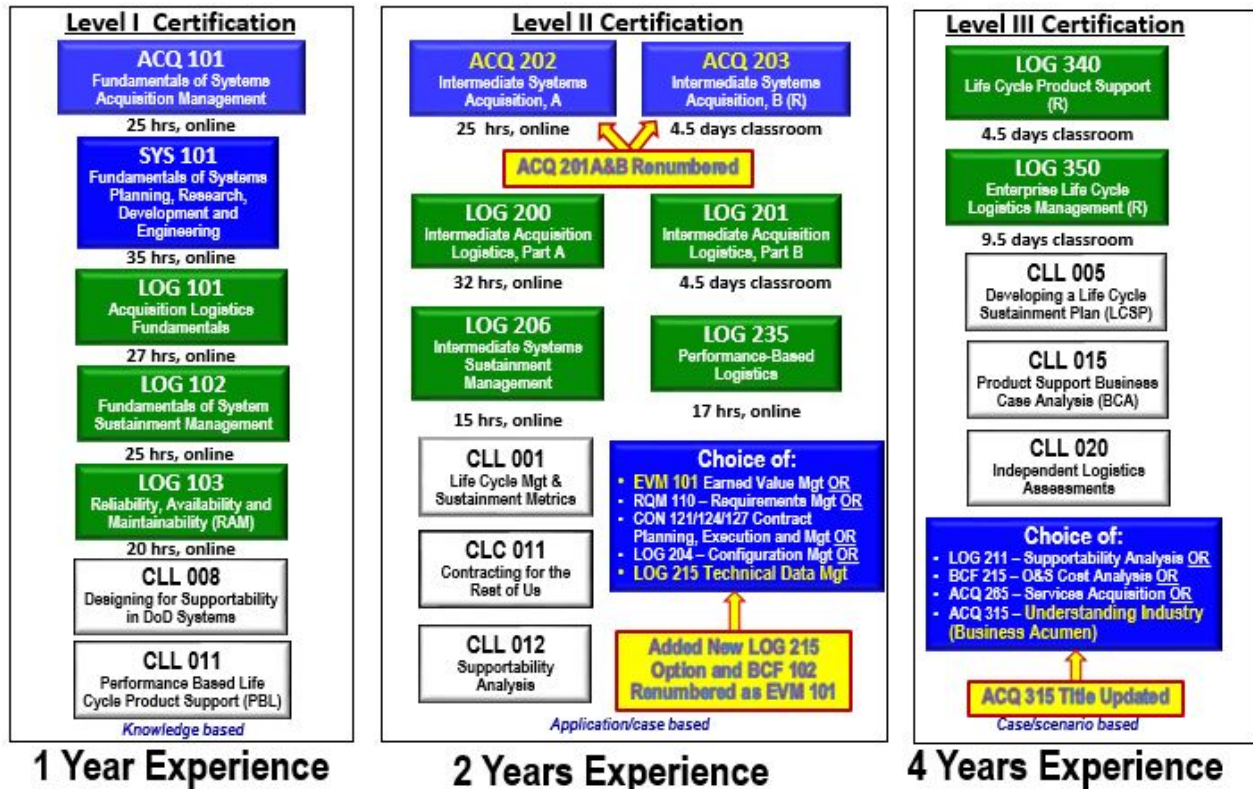 Level I Certification
ACQ 101
Fundamentals of Systems
Acquisition Management
25 hrs, online
SYS 101
Fundamentals of Systems
Planning, Research,
Development and
Engineering
35 hrs, online
LOG 101
Acquisition Logistics
Fundamentals
27 hrs, online
LOG 102
Fundamentals of System
Sustainment Management
25 hrs, online
LOG 103
Reliability, Availability and
Maintainability (RAM)
20 hrs, online
CLL 008
Designing for Supportability
in DoD Systems
CLL 011
Performance Based Life
Cycle Product Support (PBL)
Knowledge based
1 Year Experience
Level II Certification
ACQ 202
Intermediate Systems
Acquisition, A
25 hrs, online
ACQ 203
Intermediate Systems
Acquisition, B (R)
4.5 days classroom
ACQ 201A&B Renumbered
LOG 200
Intermediate Acquisition
Logistics, Part A
32 hrs, online
LOG 201
Intermediate Acquisition
Logistics, Part B
4.5 days classroom
LOG 206
Intermediate Systems
Sustainment
Management
15 hrs, online
LOG 235
Performance-Based
Logistics
17 hrs, online
CLL 001
Life Cycle Mgt &
Sustainment Metrics
CLC 011
Contracting for the
Rest of Us
CLL 012
Supportability
Analysis
Choice of:
• EVM 101 Earned Value Mgt OR
• RQM 110 – Requirements Mgt OR
• CON 121/124/127 Contract
Planning, Execution and Mgt OR
• LOG 204 – Configuration Mgt OR
• LOG 215 Technical Data Mgt
Added New LOG 215
Option and BCF 102
Renumbered as EVM 101
Application/case based
2 Years Experience
Level III Certification
LOG 340
Life Cycle Product Support
(R)
4.5 days classroom
LOG 350
Enterprise Life Cycle
Logistics Management (R)
9.5 days classroom
CLL 005
Developing a Life Cycle
Sustainment Plan (LCSP)
CLL 015
Product Support Business
Case Analysis (BCA)
CLL 020
Independent Logistics
Assessments
Choice of:
• LOG 211 – Supportability Analysis OR
• BCF 215 – O&S Cost Analysis OR
• ACQ 265 – Services Acquisition OR
• ACQ 315 – Understanding Industry
(Business Acumen)
ACQ 315 Title Updated
Case/scenario based
4 Years Experience